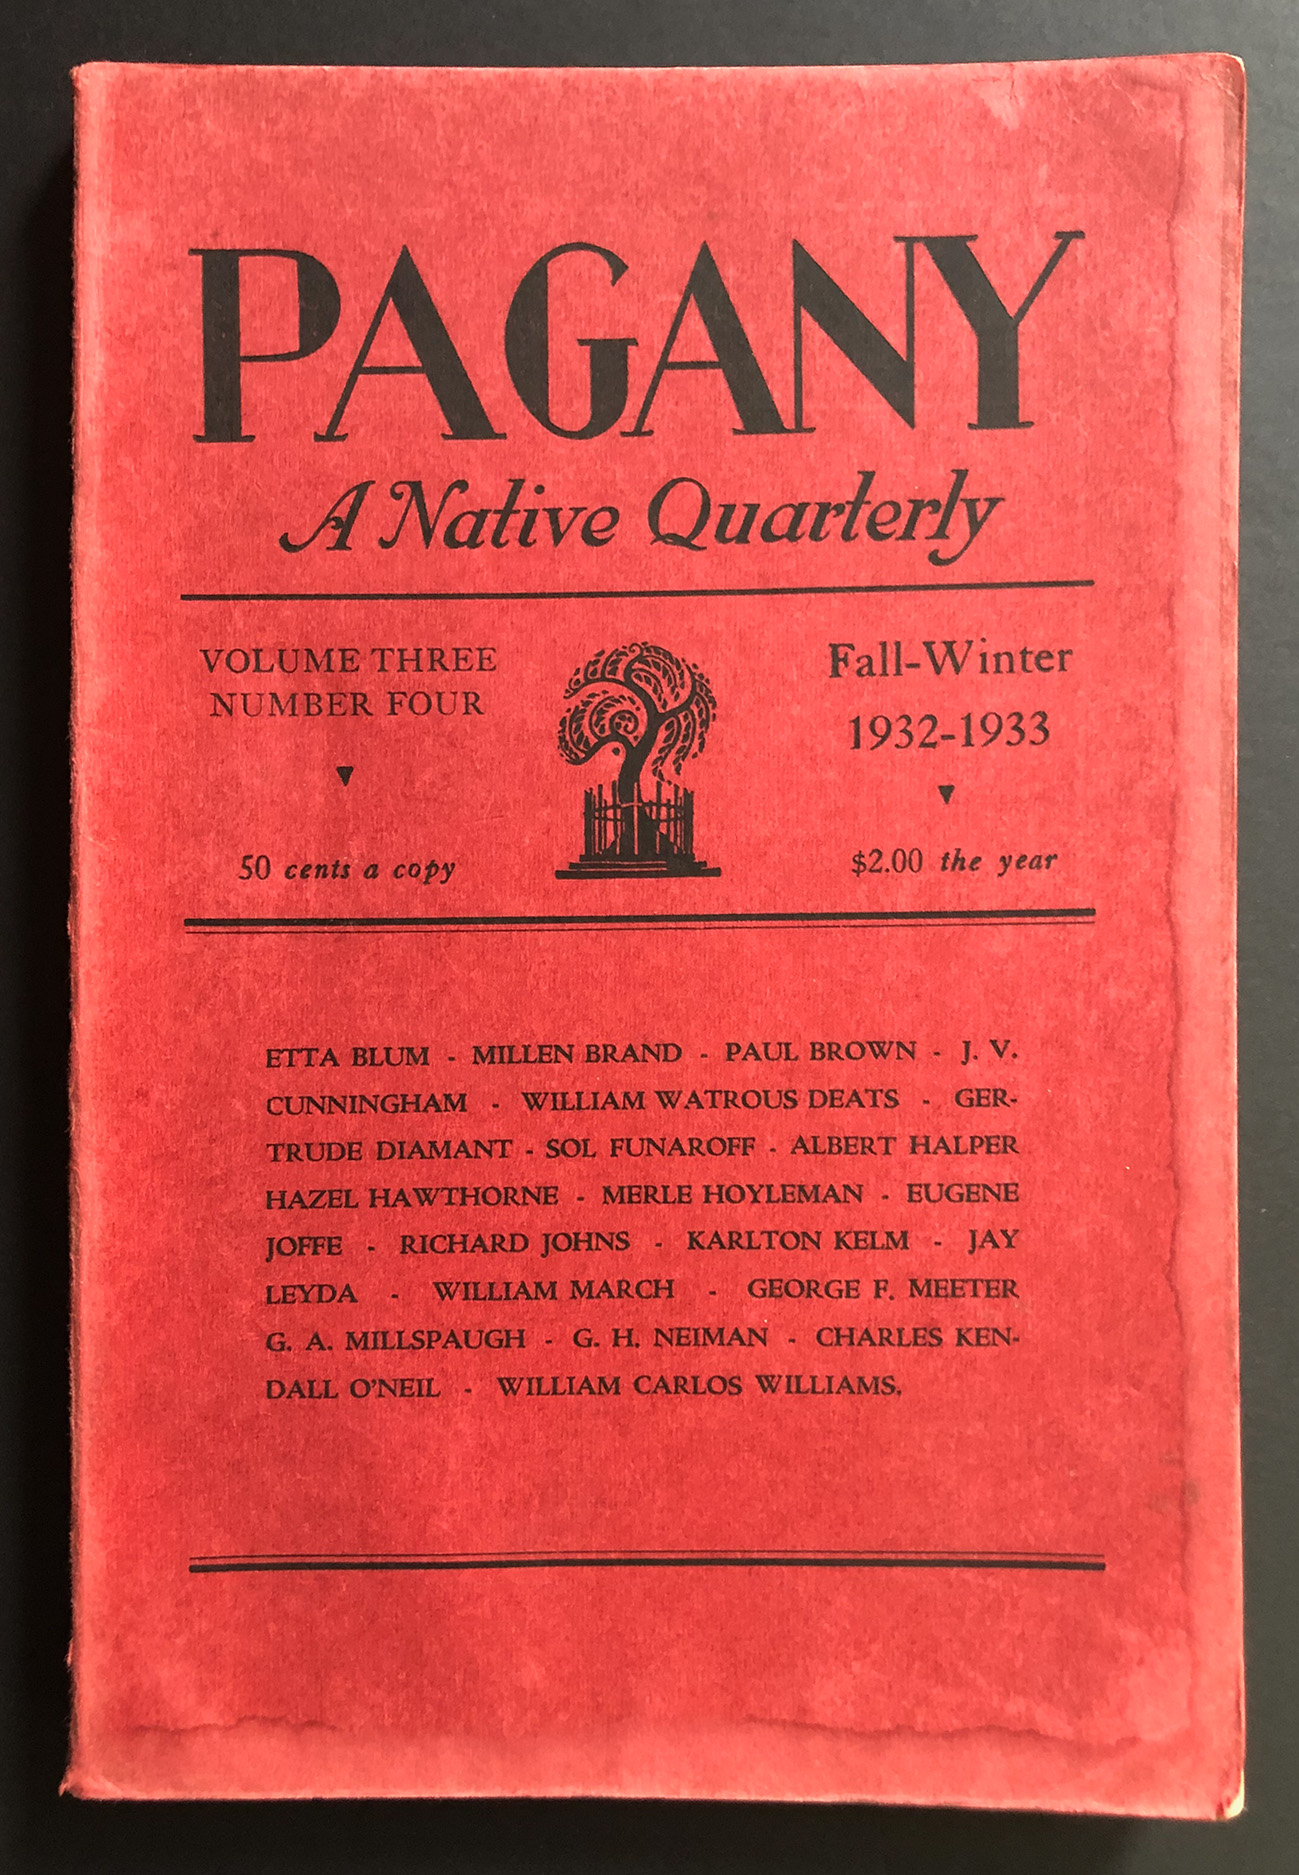 PAGANY
A Native Quarterly
VOLUME THREE
NUMBER FOUR
50 cents a copy
Fall-Winter
1932-1933
$2.00 the year
ETTA BLUM - MILLEN BRAND - PAUL BROWN - J. V.
CUNNINGHAM - WILLIAM WATROUS DEATS - GER-
TRUDE DIAMANT - SOL FUNAROFF - ALBERT HALPER
HAZEL HAWTHORNE - MERLE HOYLEMAN - EUGENE
JOFFE - RICHARD JOHNS - KARLTON KELM - JAY
LEYDA - WILLIAM MARCH - GEORGE F. MEETER
G. A. MILLSPAUGH - G. H. NEIMAN - CHARLES KEN-
DALL O'NEIL - WILLIAM CARLOS WILLIAMS.